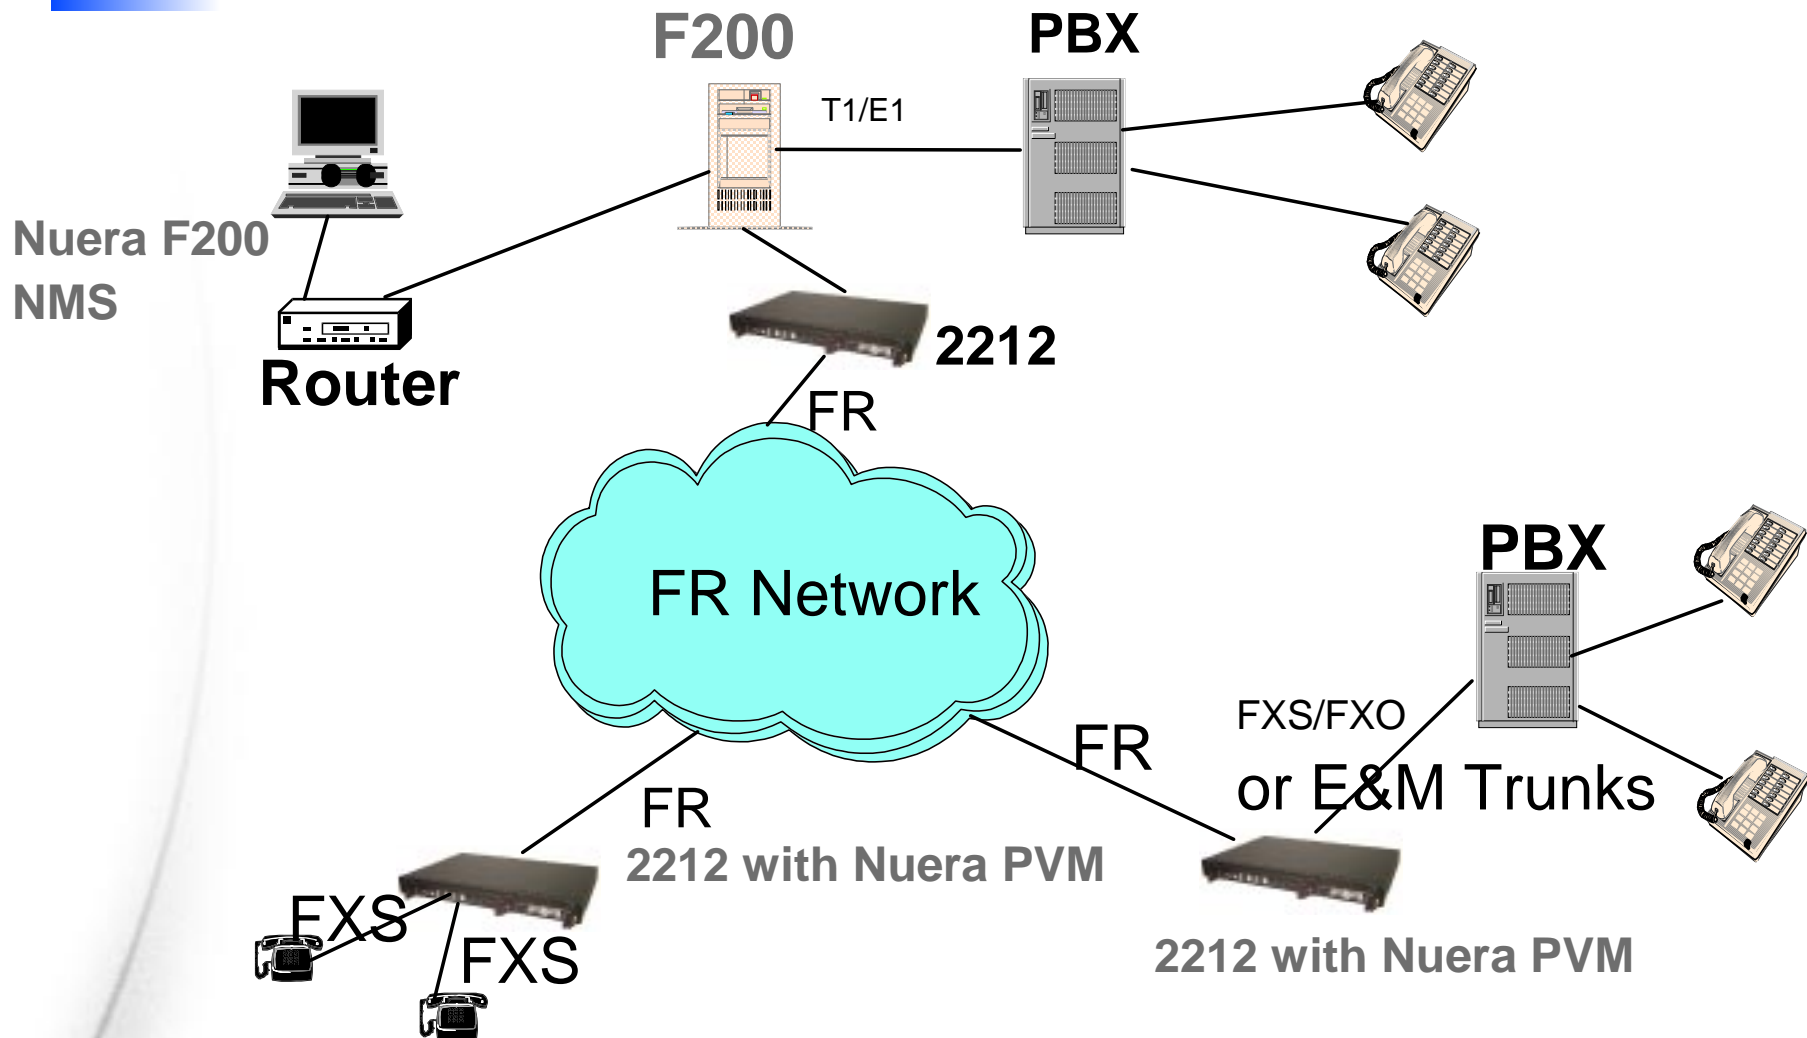 F200
PBX
T1/E1
Nuera F200
NMS
2212
Router
FR
FR Network
PBX
FXS/FXO
FR
or E&M Trunks
FR
2212 with Nuera PVM
FXS
FXS
2212 with Nuera PVM